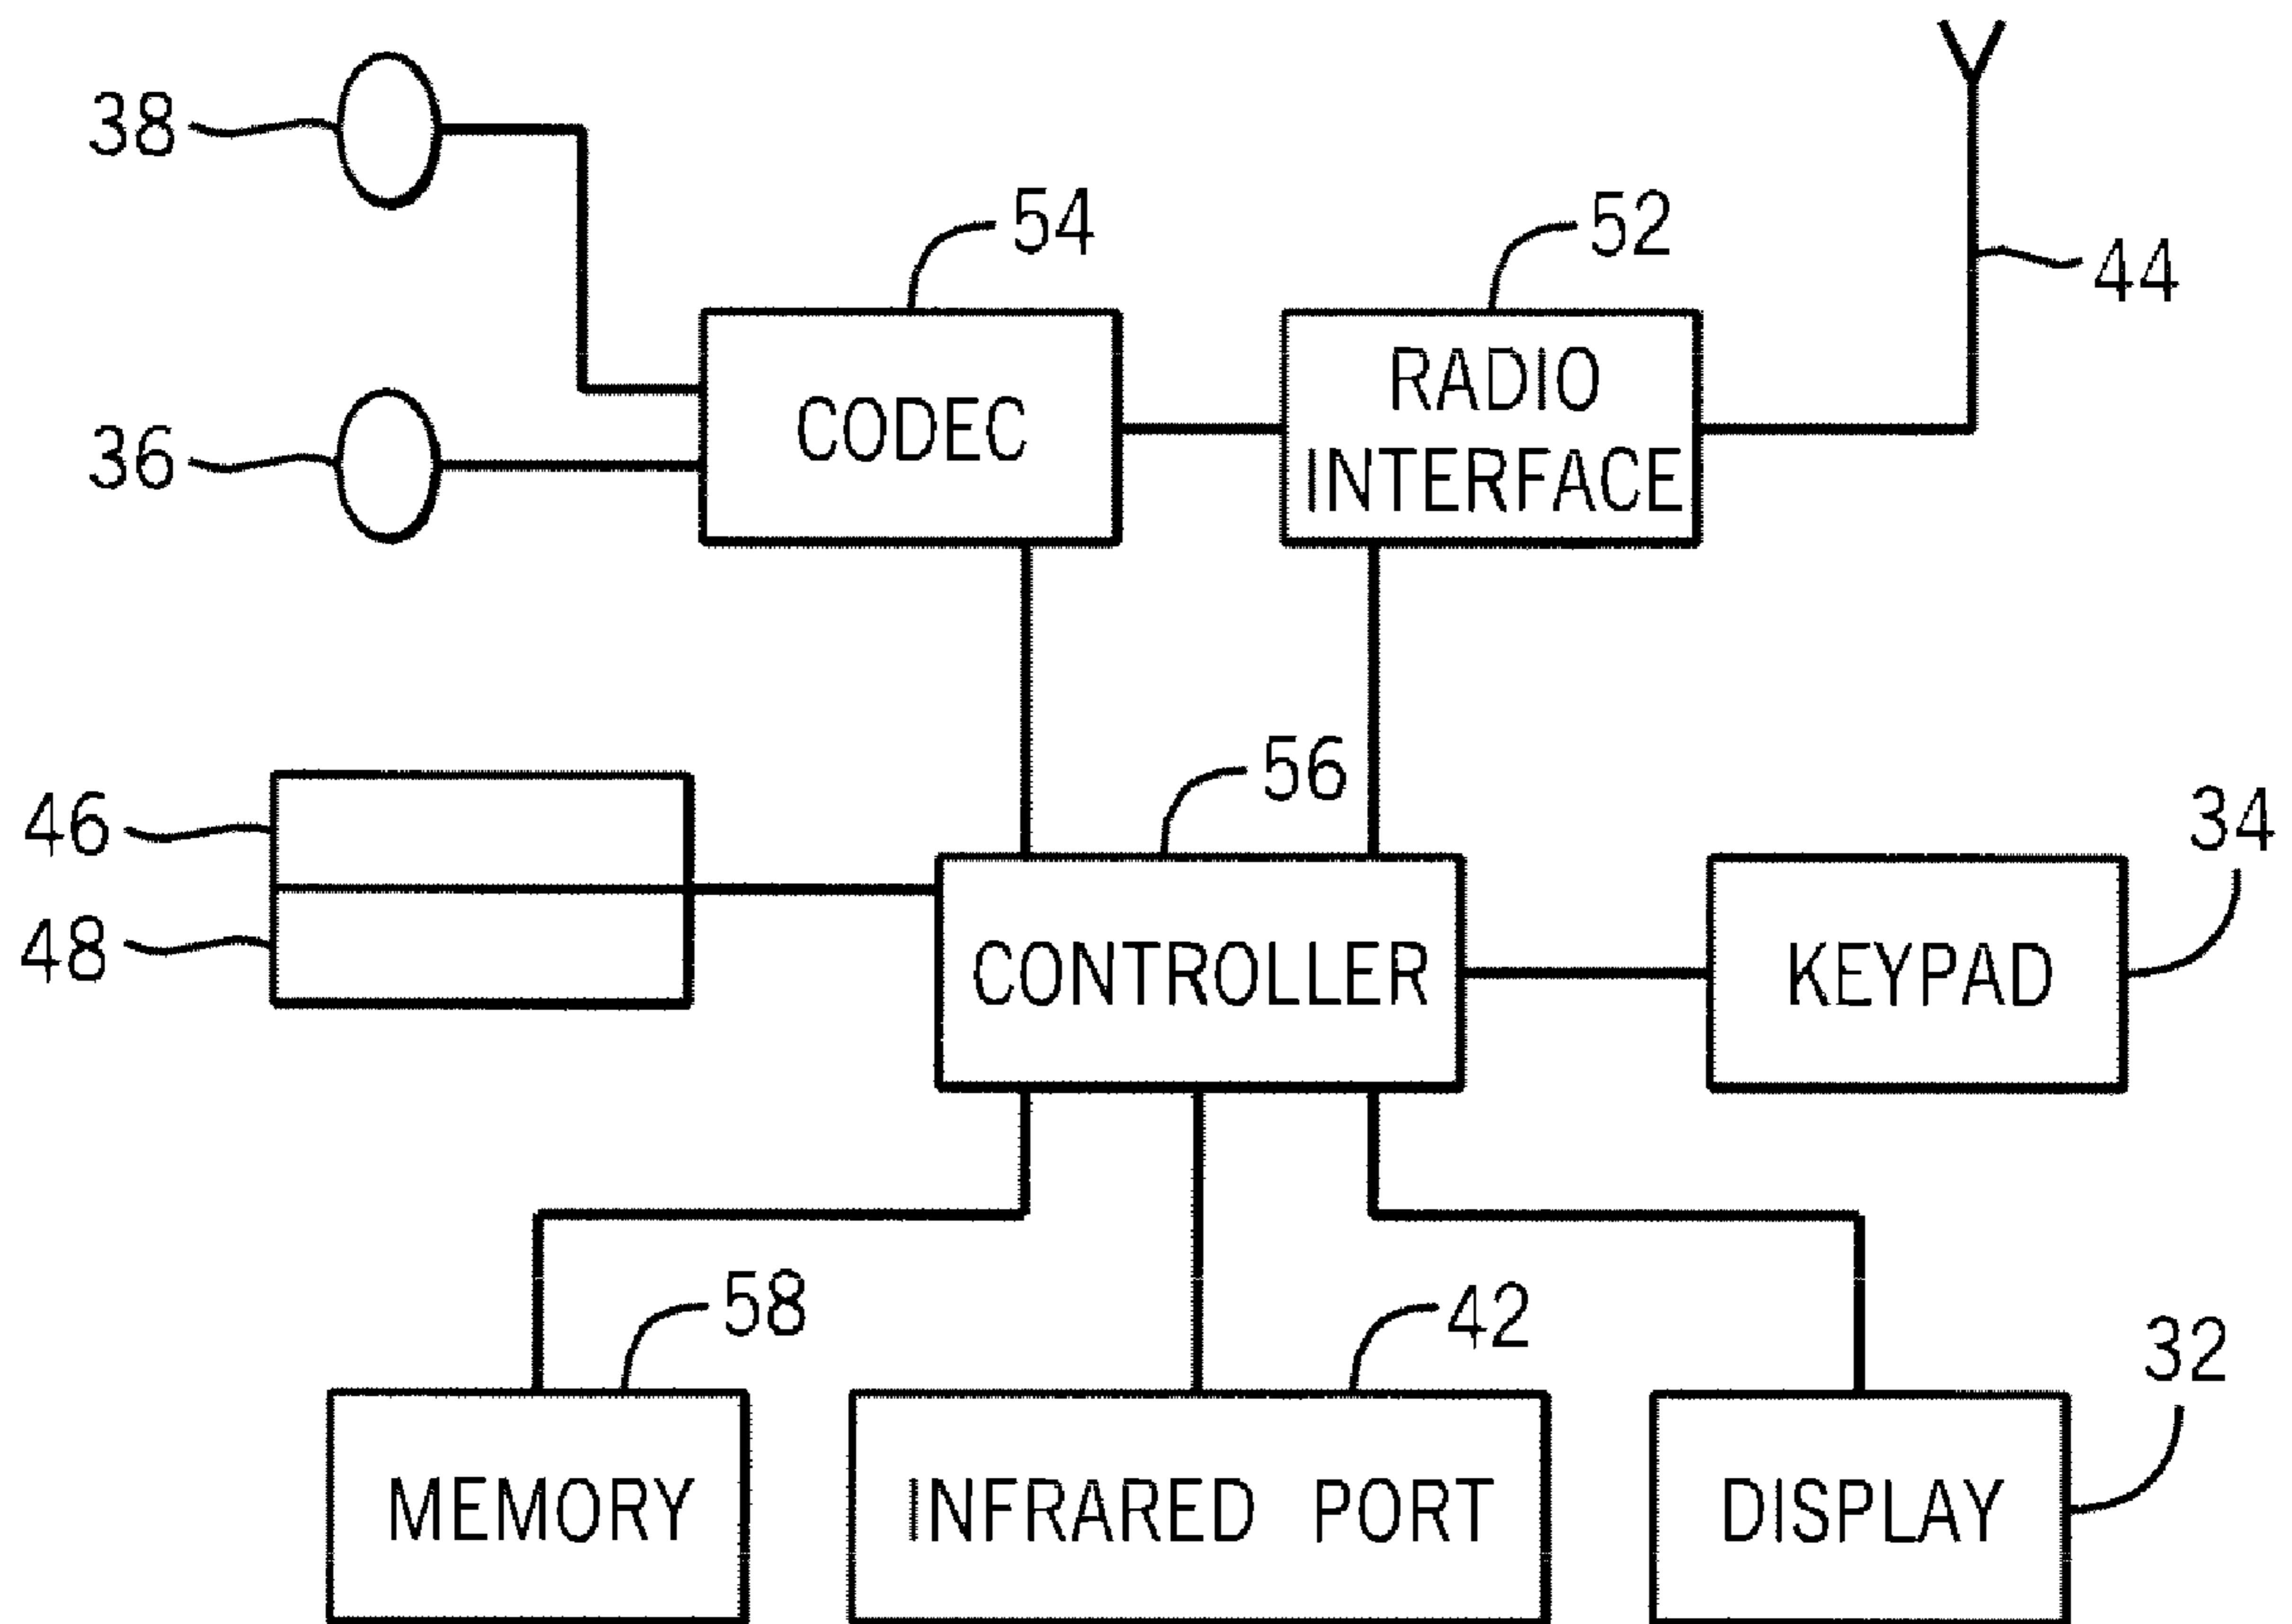 38
54
52
44
CODEC
RADIO
INTERFACE
36
46
56
34
48
CONTROLLER
KEYPAD
58
42
32
MEMORY
INFRARED PORT
DISPLAY